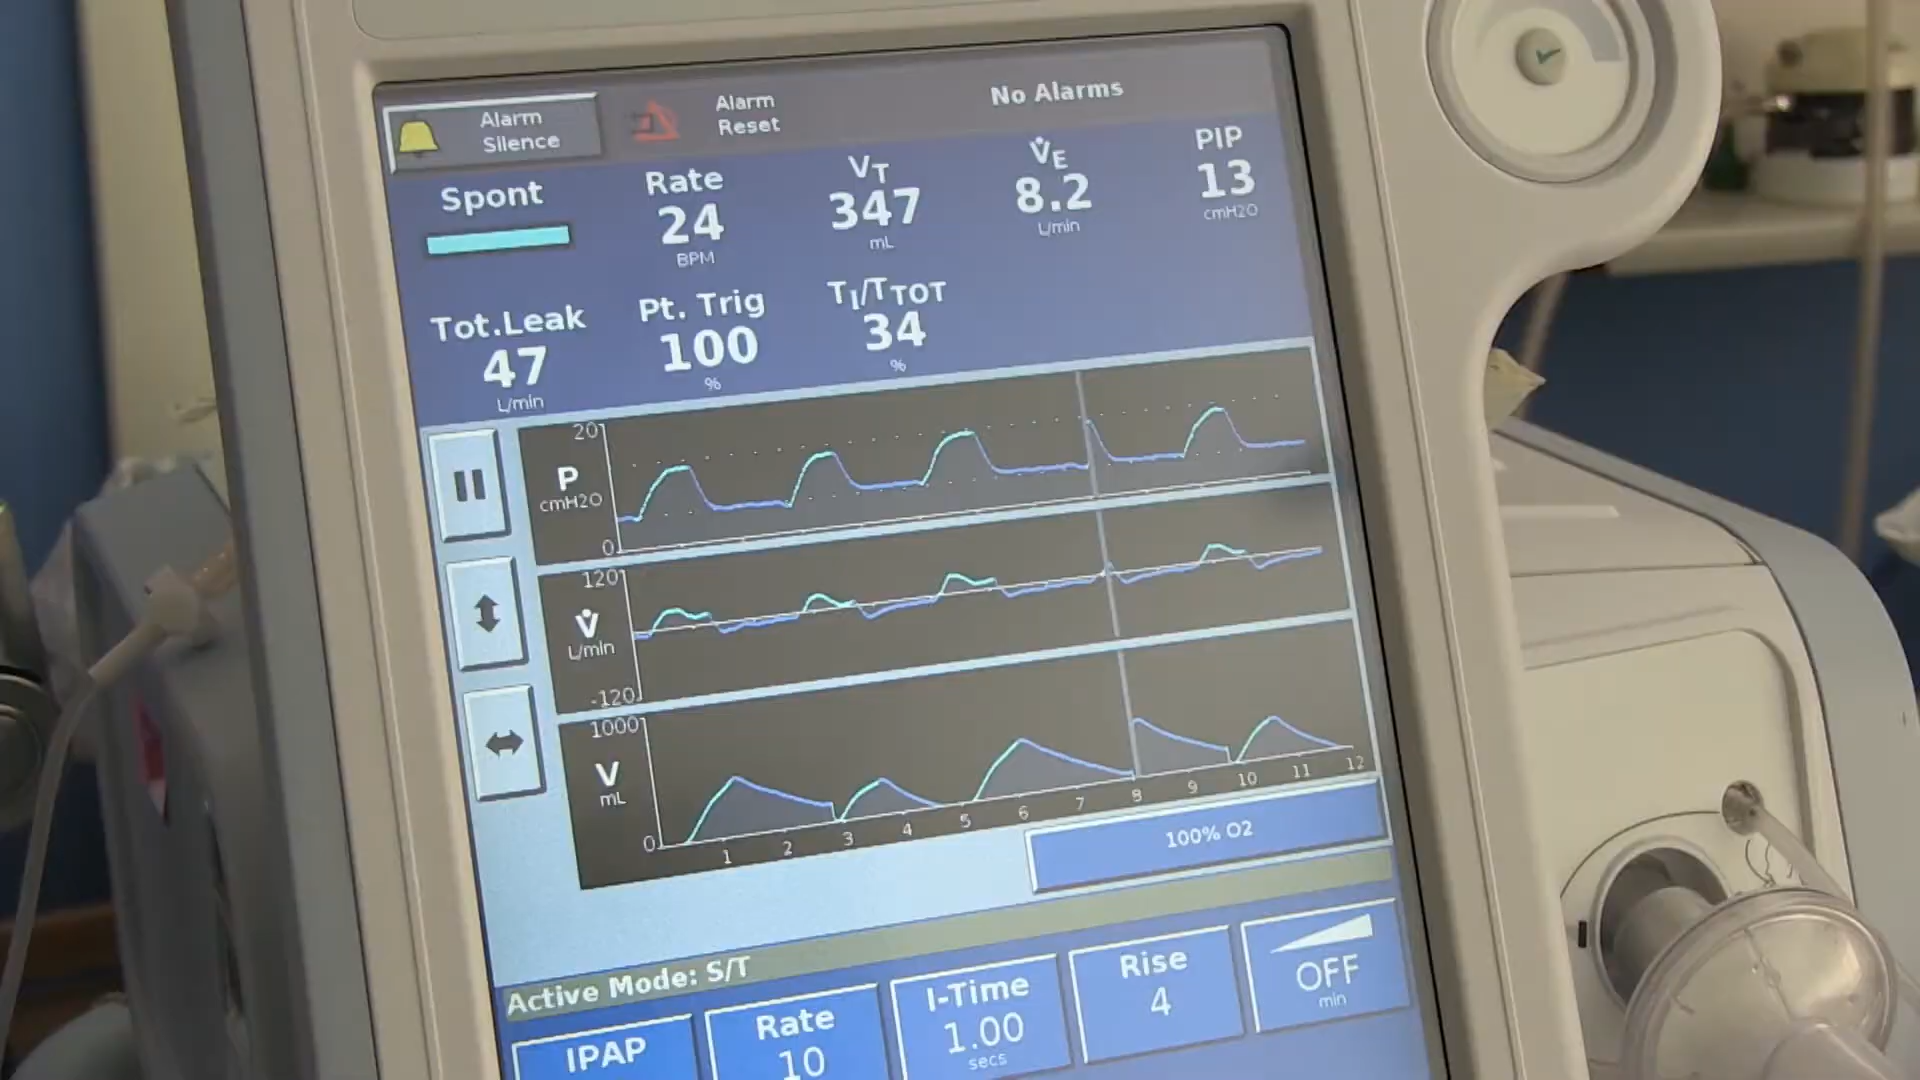 Alarm
Silence
Alarm
Reset
No Alarms
Spont
Rate
24
BPM
VT
347
mL
V̇E
8.2
L/min
PIP
13
cmH2O
Tot.Leak
47
L/min
Pt. Trig
100
%
TI/TTOT
34
%
20
P
cmH2O
0
120
V̇
L/min
-120
1000
V
mL
0
1 2 3 4 5 6 7 8 9 10 11 12
100% O2
Active Mode: S/T
IPAP
Rate
10
I-Time
1.00
secs
Rise
4
OFF
min